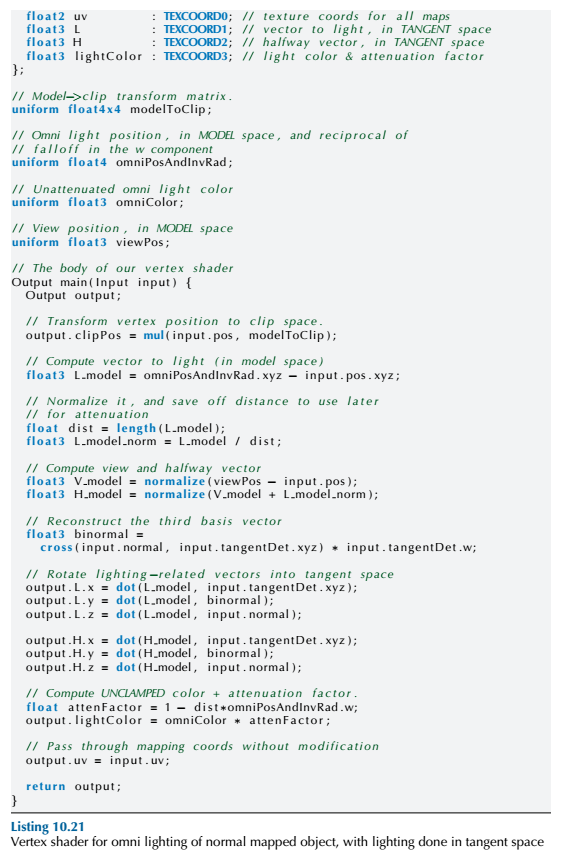 float2 uv : TEXCOORD0; // texture coords for all maps
float3 L : TEXCOORD1; // vector to light, in TANGENT space
float3 H : TEXCOORD2; // halfway vector, in TANGENT space
float3 lightColor : TEXCOORD3; // light color & attenuation factor
};
// Model—>clip transform matrix.
uniform float4x4 modelToClip;
// Omni light position, in MODEL space, and reciprocal of
// falloff in the w component
uniform float4 omniPosAndInvRad;
// Unattenuated omni light color
uniform float3 omniColor;
// View position, in MODEL space
uniform float3 viewPos;
// The body of our vertex shader
Output main(Input input) {
Output output;
// Transform vertex position to clip space.
output.clipPos = mul(input.pos, modelToClip);
// Compute vector to light (in model space)
float3 L_model = omniPosAndInvRad.xyz — input.pos.xyz;
// Normalize it, and save off distance to use later
// for attenuation
float dist = length(L_model);
float3 L_model_norm = L_model / dist;
// Compute view and halfway vector
float3 V_model = normalize(viewPos — input.pos);
float3 H_model = normalize(V_model + L_model_norm);
// Reconstruct the third basis vector
float3 binormal =
cross(input.normal, input.tangentDet.xyz) * input.tangentDet.w;
// Rotate lighting—related vectors into tangent space
output.L.x = dot(L_model, input.tangentDet.xyz);
output.L.y = dot(L_model, binormal);
output.L.z = dot(L_model, input.normal);
output.H.x = dot(H_model, input.tangentDet.xyz);
output.H.y = dot(H_model, binormal);
output.H.z = dot(H_model, input.normal);
// Compute UNCLAMPED color + attenuation factor.
float attenFactor = 1 — dist*omniPosAndInvRad.w;
output.lightColor = omniColor * attenFactor;
// Pass through mapping coords without modification
output.uv = input.uv;
return output;
}
Listing 10.21
Vertex shader for omni lighting of normal mapped object, with lighting done in tangent space